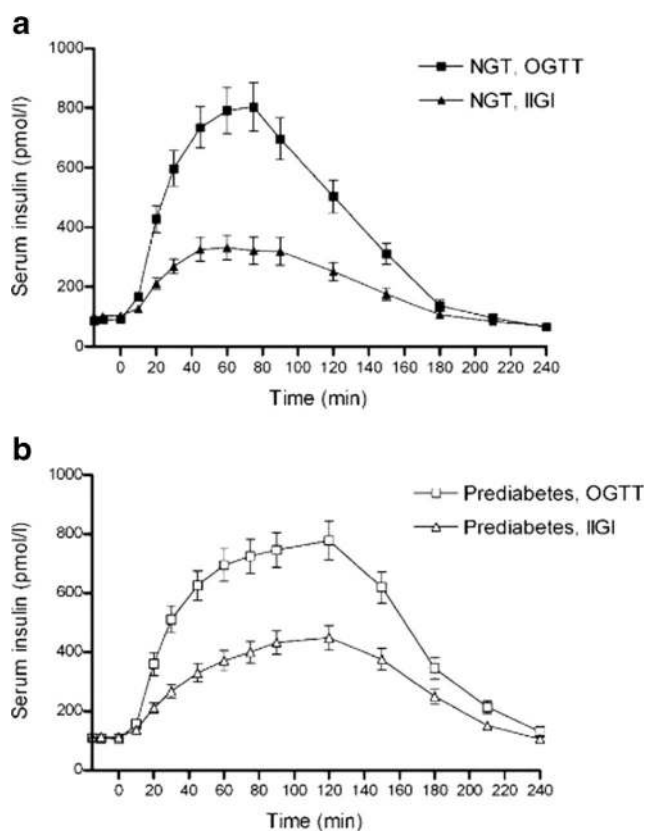 a
1000
800
600
400
200
0
Serum insulin (pmol/l)
NGT, OGTT
NGT, IIGI
0 20 40 60 80 100 120 140 160 180 200 220 240
Time (min)
b
1000
800
600
400
200
0
Serum insulin (pmol/l)
Prediabetes, OGTT
Prediabetes, IIGI
0 20 40 60 80 100 120 140 160 180 200 220 240
Time (min)